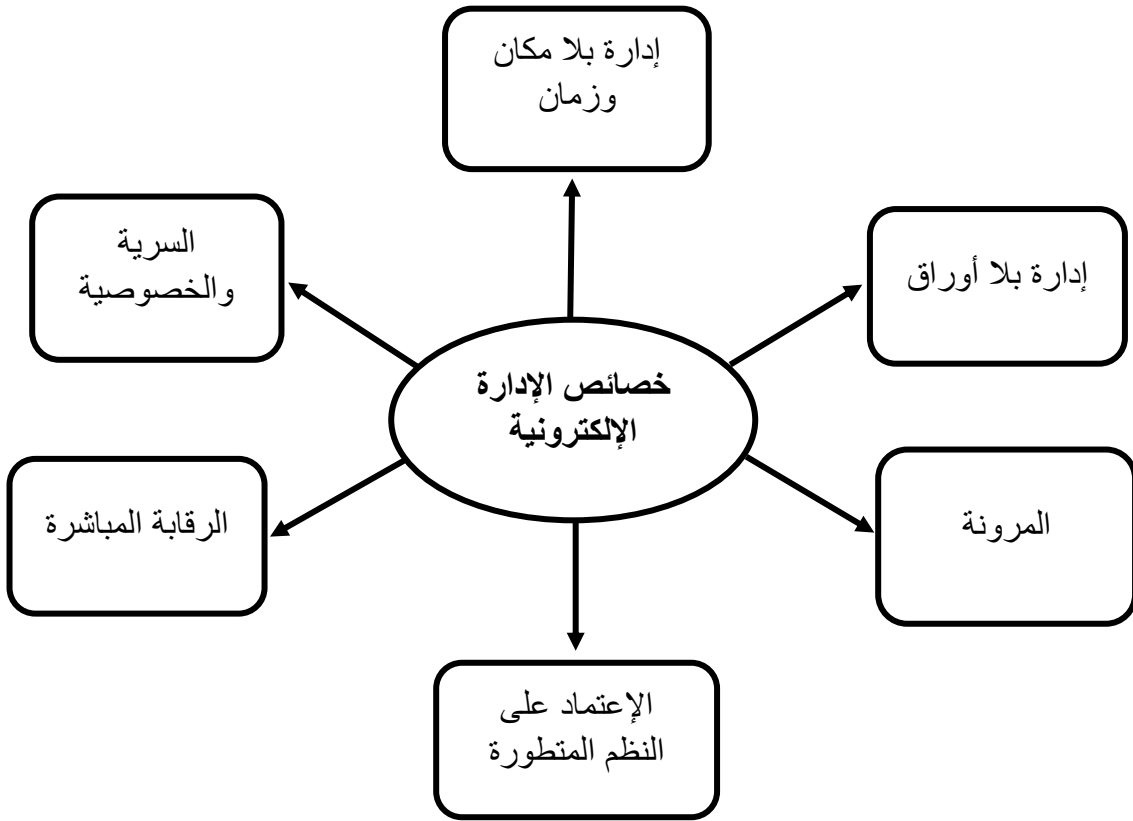 إدارة بلا مكان
وزمان
السرية
والخصوصية
إدارة بلا أوراق
خصائص الإدارة
الإلكترونية
الرقابة المباشرة
المرونة
الإعتماد على
النظم المتطورة